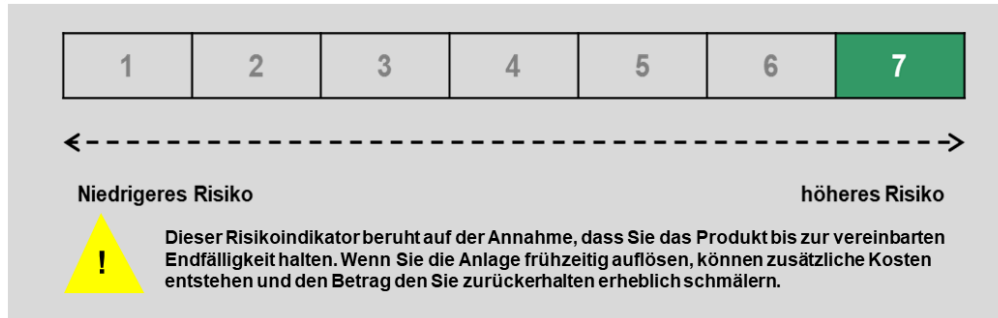 1 2 3 4 5 6 7
Niedrigeres Risiko höheres Risiko
! Dieser Risikoindikator beruht auf der Annahme, dass Sie das Produkt bis zur vereinbarten
Endfälligkeit halten. Wenn Sie die Anlage frühzeitig auflösen, können zusätzliche Kosten
entstehen und den Betrag den Sie zurückerhalten erheblich schmälern.